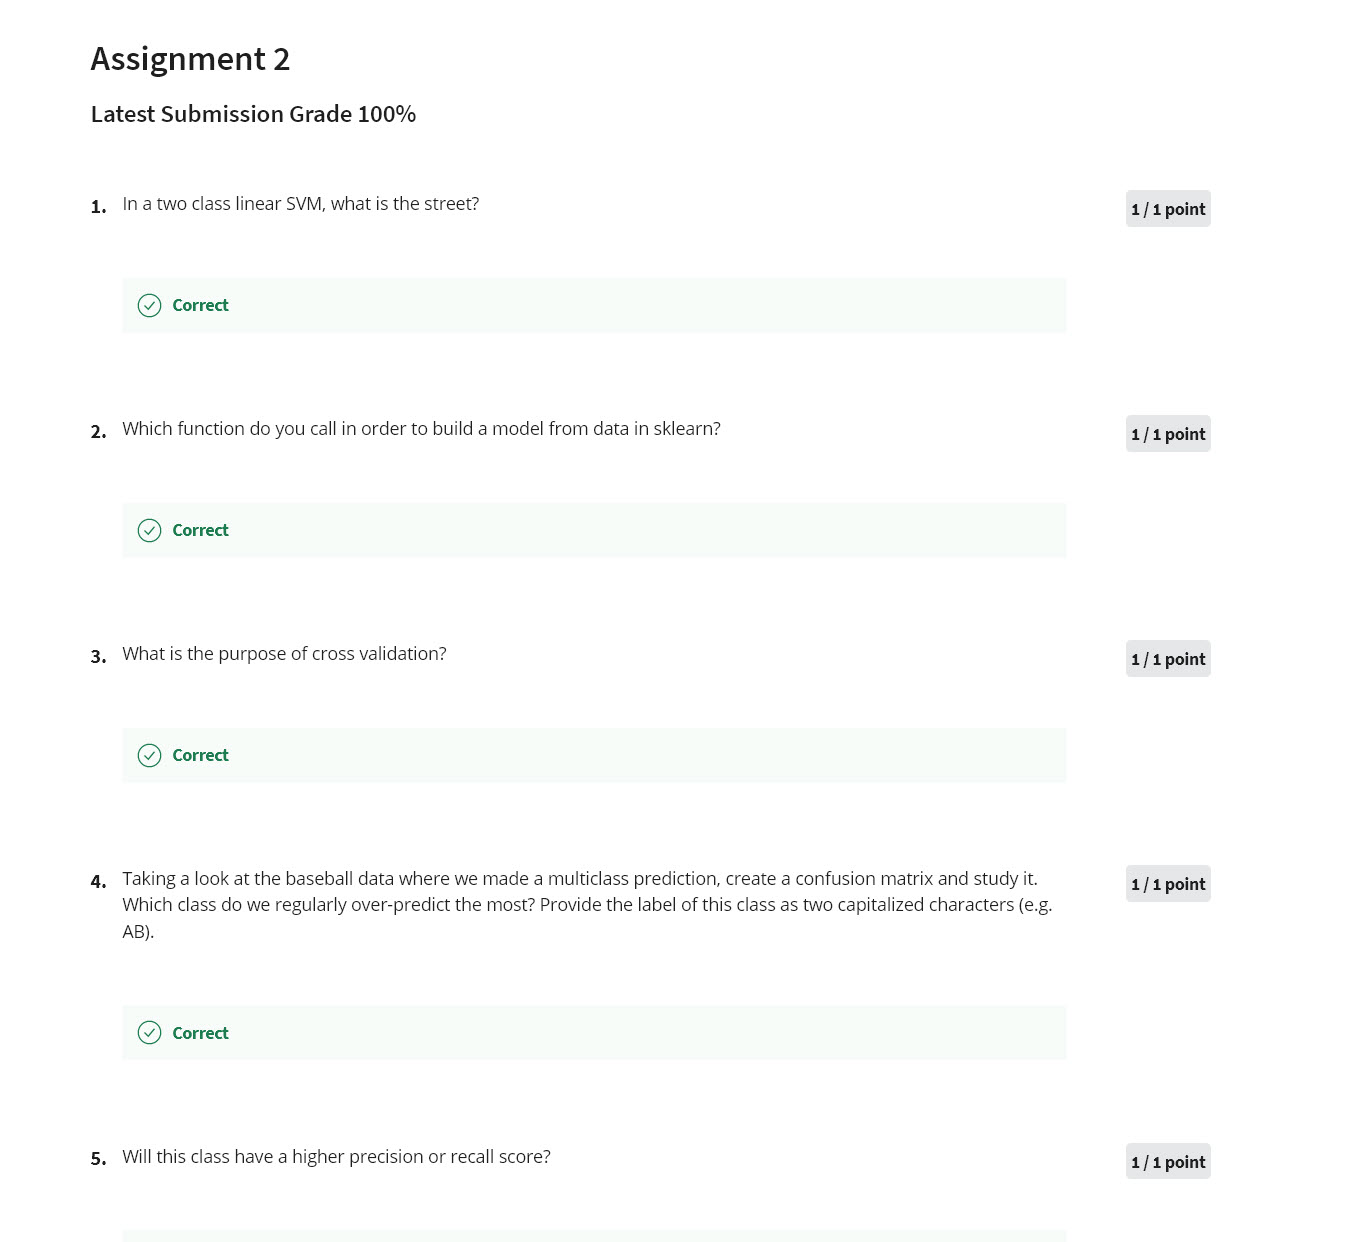 Assignment 2
Latest Submission Grade 100%
1. In a two class linear SVM, what is the street? 1 / 1 point
Correct
2. Which function do you call in order to build a model from data in sklearn? 1 / 1 point
Correct
3. What is the purpose of cross validation? 1 / 1 point
Correct
4. Taking a look at the baseball data where we made a multiclass prediction, create a confusion matrix and study it. 1 / 1 point
Which class do we regularly over-predict the most? Provide the label of this class as two capitalized characters (e.g.
AB).
Correct
5. Will this class have a higher precision or recall score? 1 / 1 point